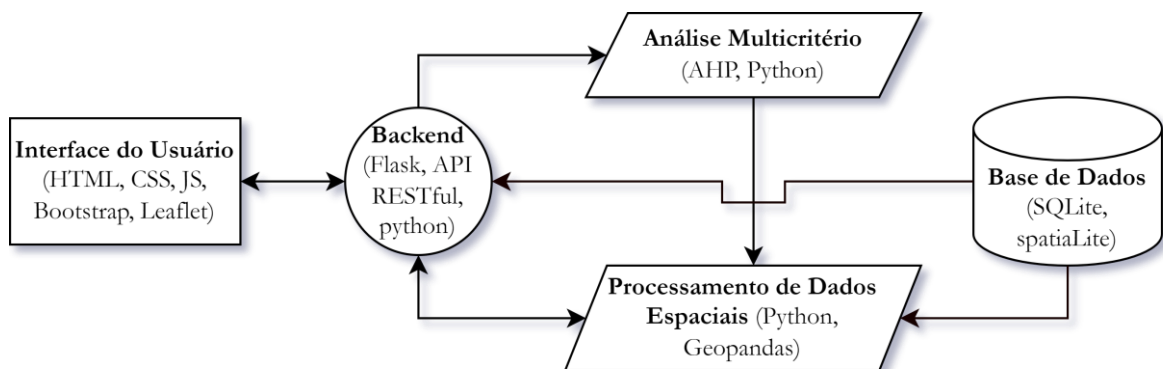 Análise Multicritério
(AHP, Python)
Interface do Usuário
(HTML, CSS, JS,
Bootstrap, Leaflet)
Backend
(Flask, API
RESTful,
python)
Base de Dados
(SQLite,
spatiaLite)
Processamento de Dados
Espaciais (Python,
Geopandas)